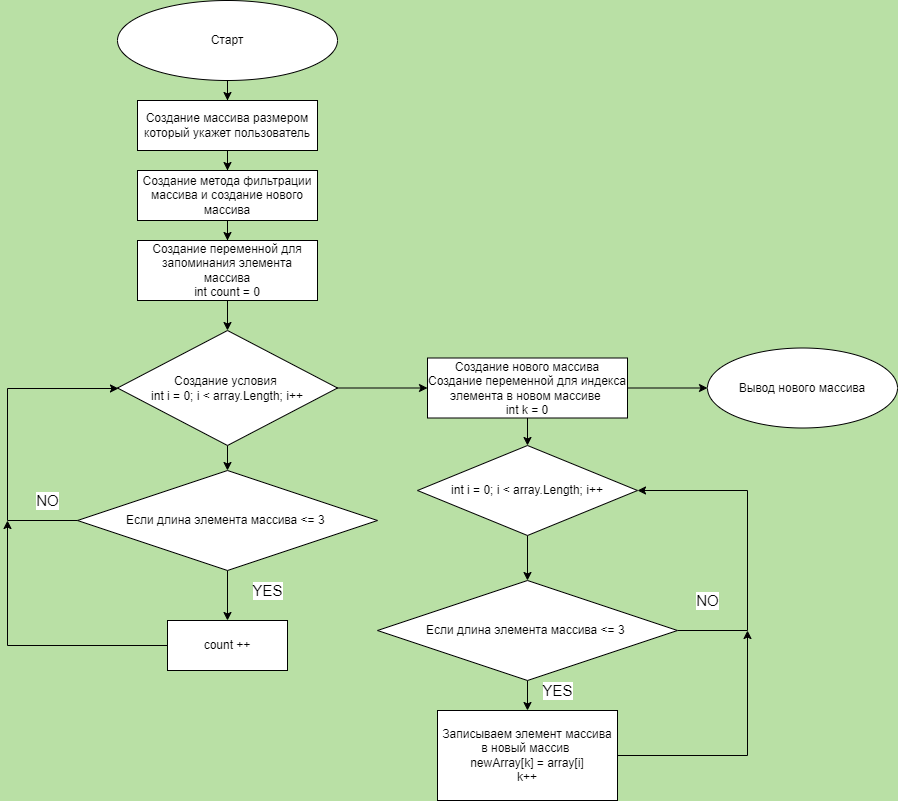 Старт
Создание массива размером
который укажет пользователь
Создание метода фильтрации
массива и создание нового
массива
Создание переменной для
запоминания элемента
массива
int count = 0
Создание условия
int i = 0; i < array.Length; i++
Создание нового массива
Создание переменной для индекса
элемента в новом массиве
int k = 0
Вывод нового массива
int i = 0; i < array.Length; i++
NO
Если длина элемента массива <= 3
YES
count ++
NO
Если длина элемента массива <= 3
YES
Записываем элемент массива
в новый массив
newArray[k] = array[i]
k++